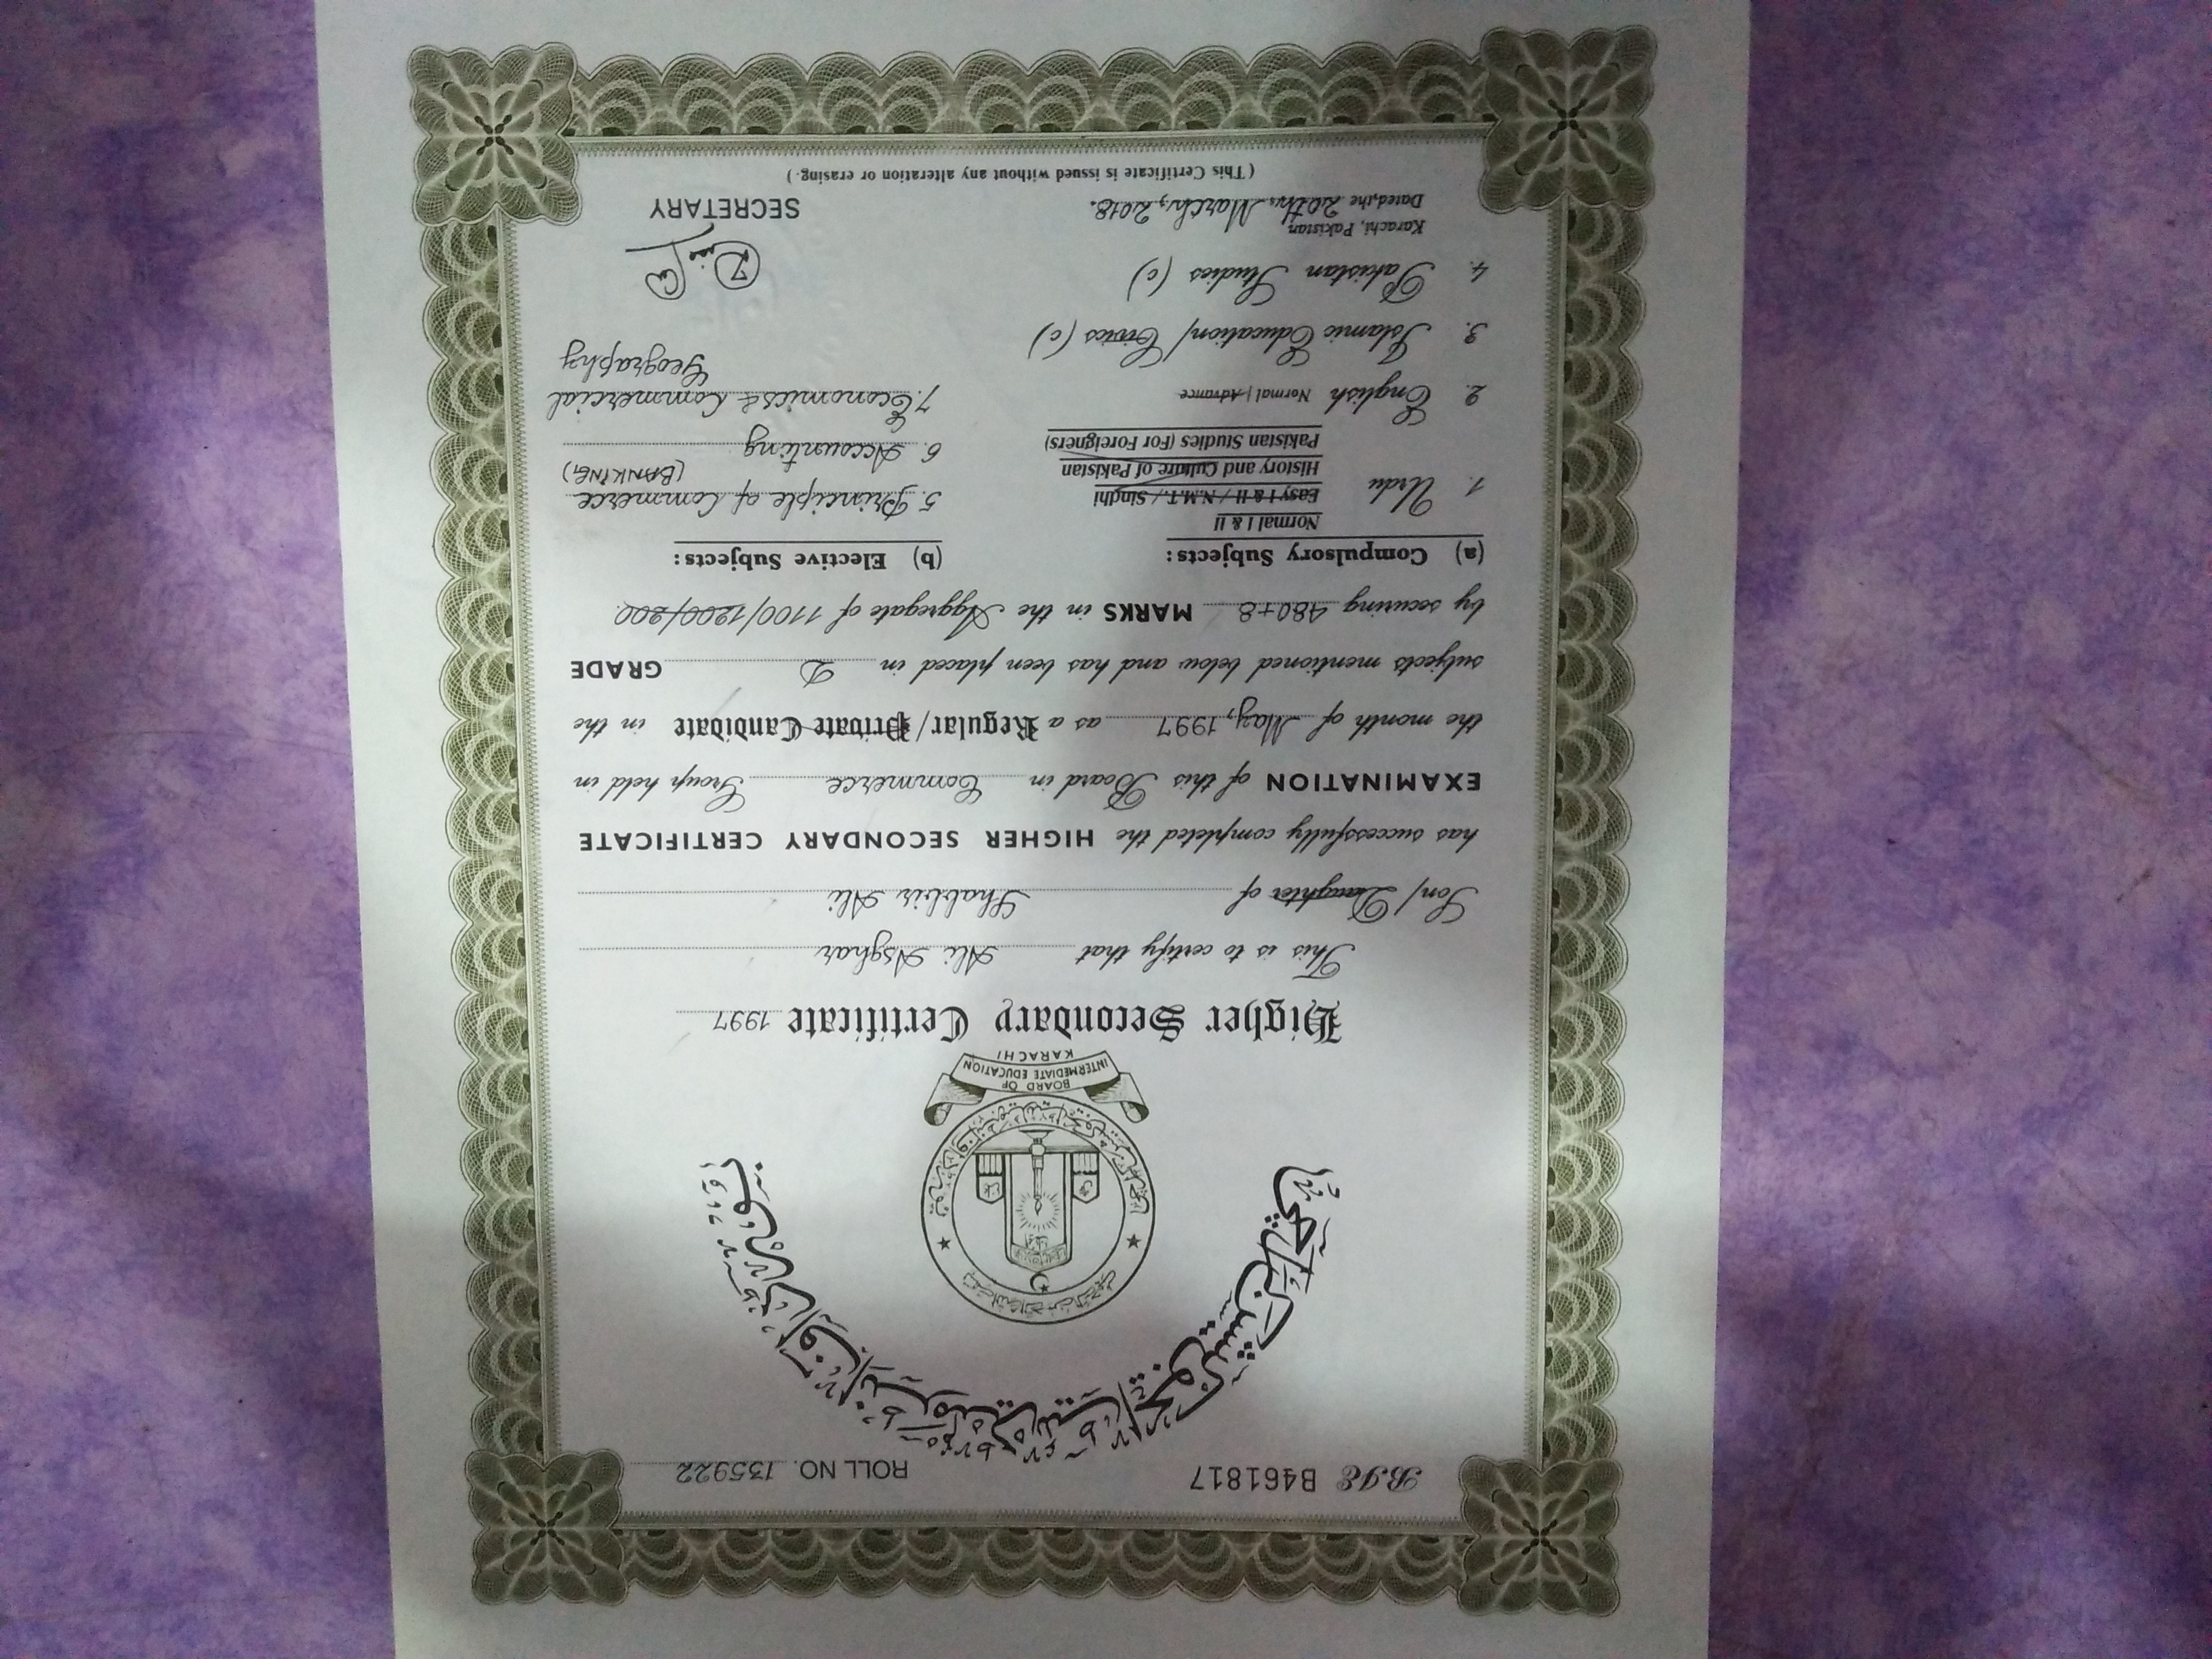 BIE B461817
ROLL NO. 135922
بورڈ آف انٹرمیڈیئیٹ ایجوکیشن کراچی
بورڈ آف انٹرمیڈیئیٹ ایجوکیشن کراچی
BOARD OF
INTERMEDIATE EDUCATION
KARACHI
Higher Secondary Certificate 1997
This is to certify that Ali Asghar
Son/ Daughter of Shabbir Ali
has successfully completed the HIGHER SECONDARY CERTIFICATE
EXAMINATION of this Board in Commerce Group held in
the month of May, 1997 as a Regular/ Private Candidate in the
subjects mentioned below and has been placed in D GRADE
by securing 480+8 MARKS in the Aggregate of 1100/1200/200.
(a) Compulsory Subjects:
Normal I & II
1. Urdu Easy I & II / N.M.T./ Sindhi
History and Culture of Pakistan
Pakistan Studies (For Foreigners)
2. English Normal / Advance
3. Islamic Education/ Civics (c)
4. Pakistan Studies (c)
(b) Elective Subjects:
5. Principle of Commerce
(BANKING)
6. Accounting
7. Economics & Commercial
Geography
Karachi, Pakistan
Dated, the 20th. March, 2018.
SECRETARY
(This Certificate is issued without any alteration or erasing.)